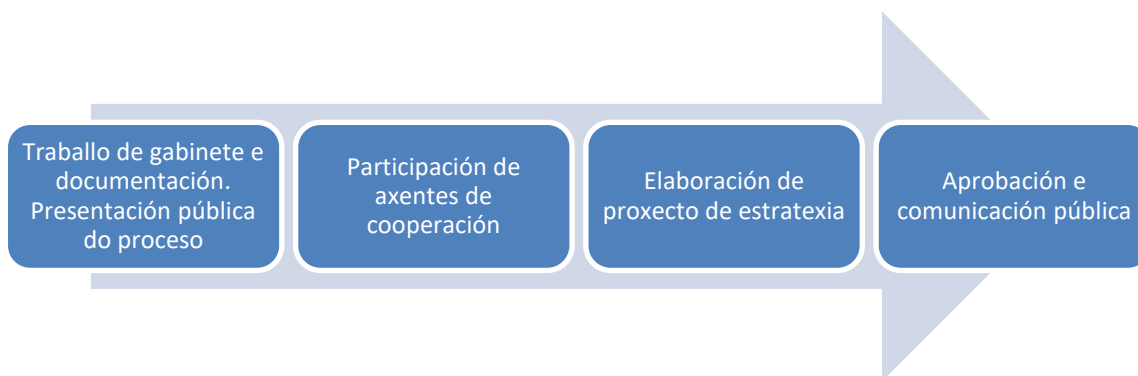 Traballo de gabinete e
documentación.
Presentación pública
do proceso
Participación de
axentes de
cooperación
Elaboración de
proxecto de estratexia
Aprobación e
comunicación pública